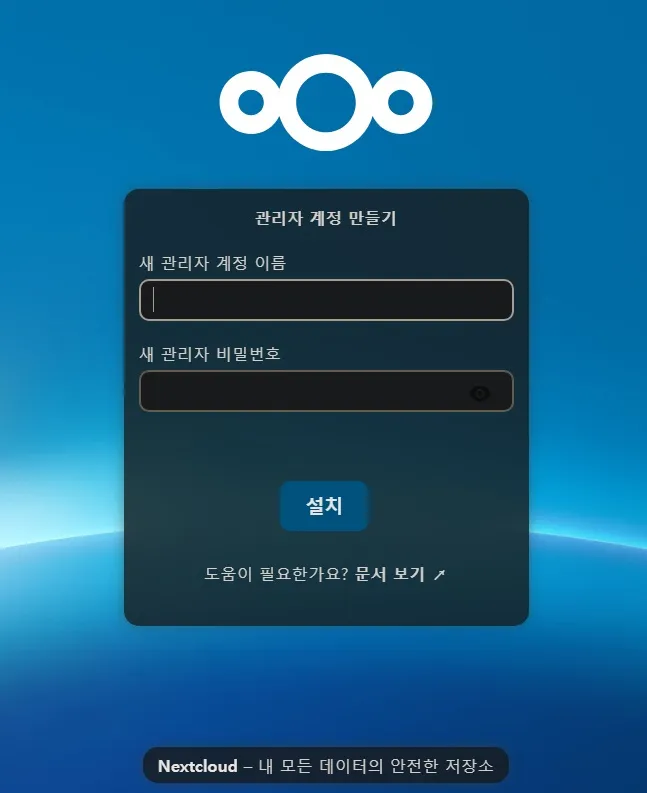 관리자 계정 만들기
새 관리자 계정 이름
새 관리자 비밀번호
설치
도움이 필요한가요? 문서 보기 ↗
Nextcloud – 내 모든 데이터의 안전한 저장소